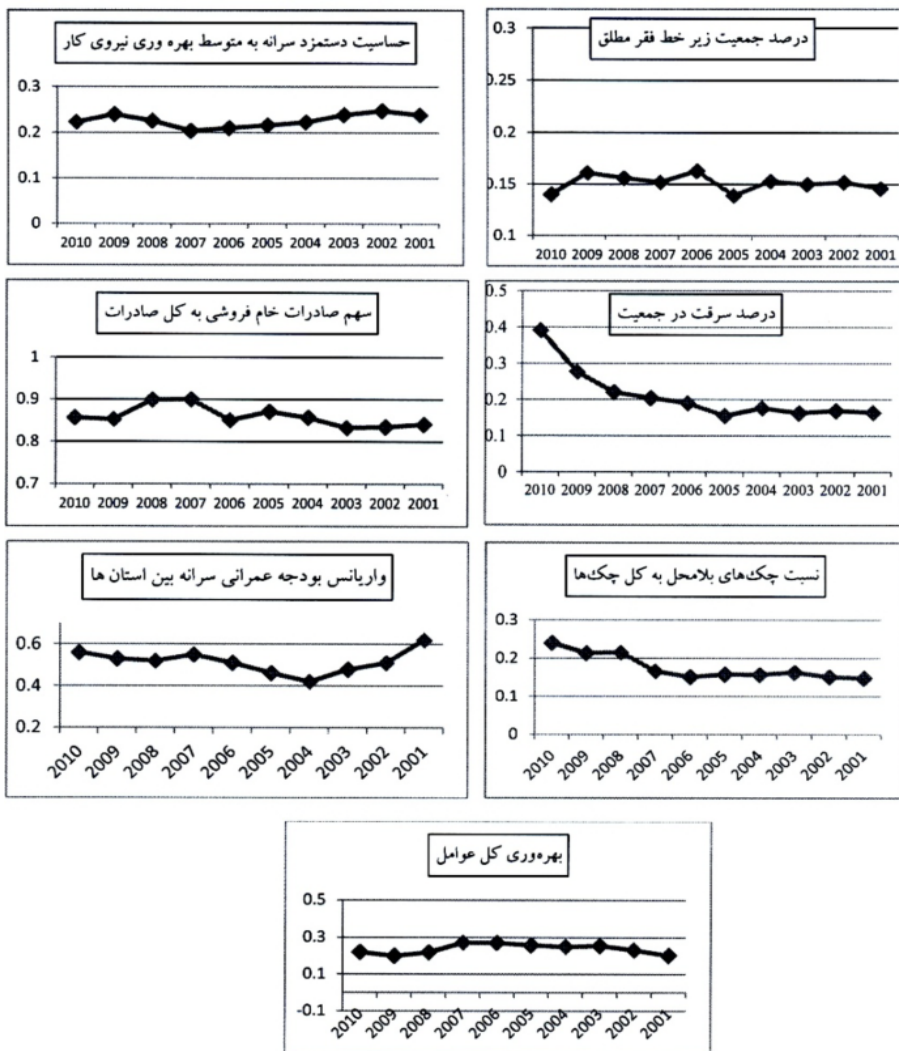 حساسیت دستمزد سرانه به متوسط بهره وری نیروی کار
0.3
0.2
0.1
0
2010 2009 2008 2007 2006 2005 2004 2003 2002 2001
درصد جمعیت زیر خط فقر مطلق
0.3
0.25
0.2
0.15
0.1
2010 2009 2008 2007 2006 2005 2004 2003 2002 2001
سهم صادرات خام فروشی به کل صادرات
1
0.9
0.8
0.7
2010 2009 2008 2007 2006 2005 2004 2003 2002 2001
درصد سرقت در جمعیت
0.5
0.4
0.3
0.2
0.1
0
2010 2009 2008 2007 2006 2005 2004 2003 2002 2001
واریانس بودجه عمرانی سرانه بین استان ها
0.6
0.4
0.2
2010 2009 2008 2007 2006 2005 2004 2003 2002 2001
نسبت چک‌های بلامحل به کل چک‌ها
0.3
0.2
0.1
0
2010 2009 2008 2007 2006 2005 2004 2003 2002 2001
بهره‌وری کل عوامل
0.5
0.3
0.1
-0.1
2010 2009 2008 2007 2006 2005 2004 2003 2002 2001